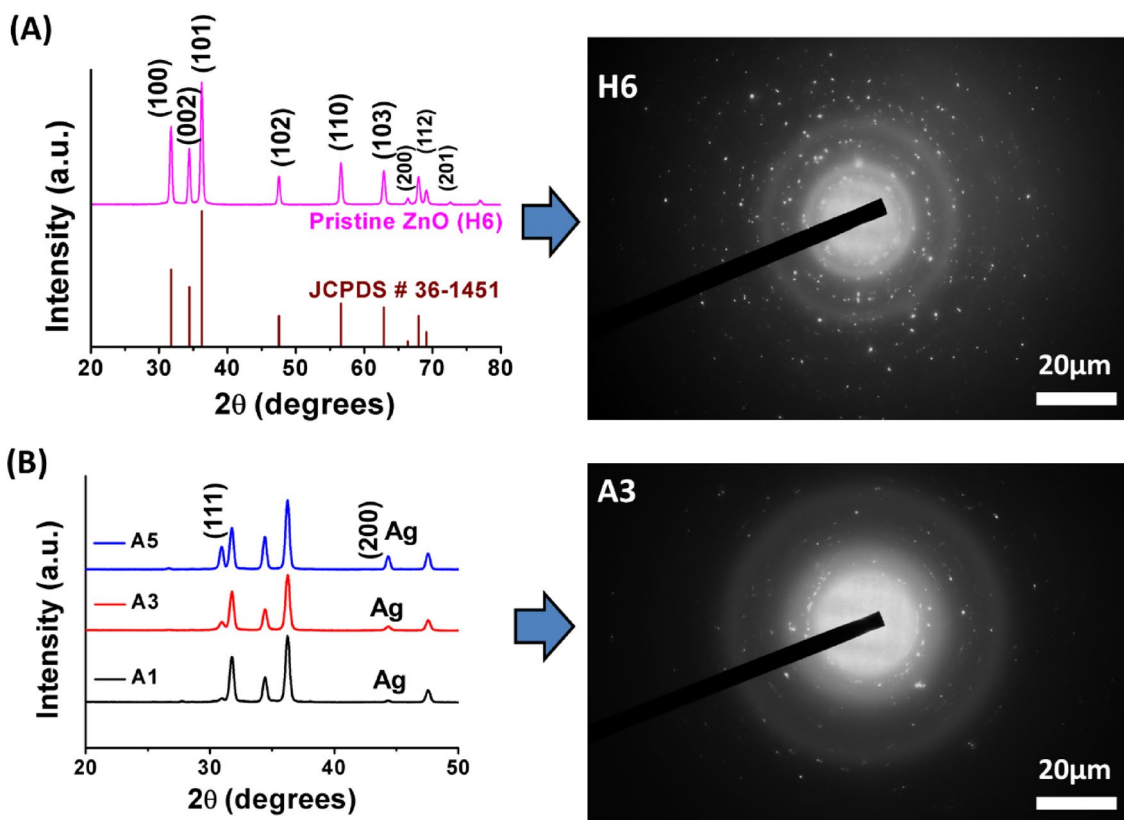 (A)
Intensity (a.u.)
(100)
(002)
(101)
(102)
(110)
(103)
(200)
(112)
(201)
Pristine ZnO (H6)
JCPDS # 36-1451
20 30 40 50 60 70 80
2θ (degrees)
H6
20μm
(B)
Intensity (a.u.)
(111)
(200)
Ag
A5
A3
Ag
A1
Ag
20 30 40 50
2θ (degrees)
A3
20μm